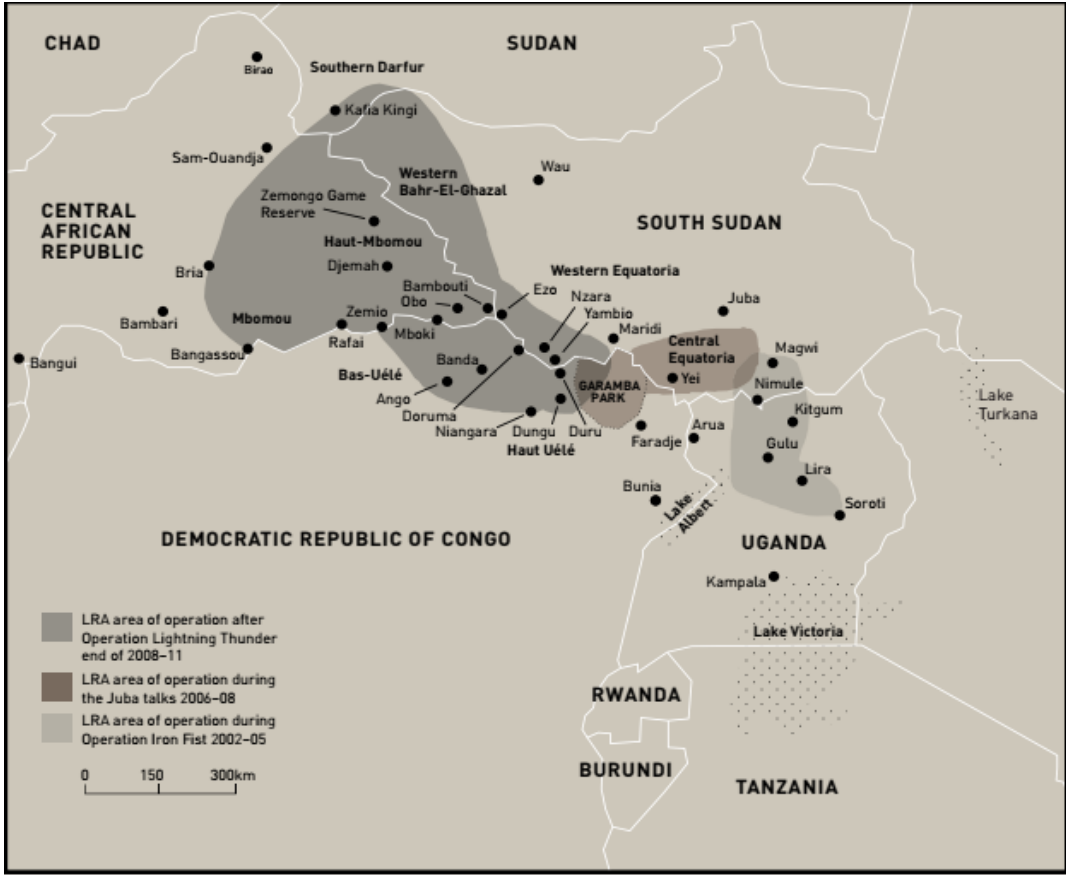 CHAD
SUDAN
Birao
Southern Darfur
Kafia Kingi
Sam-Ouandja
Wau
Western
Bahr-El-Ghazal
Zemongo Game
Reserve
CENTRAL
AFRICAN
REPUBLIC
SOUTH SUDAN
Haut-Mbomou
Bria
Djemah
Western Equatoria
Bambouti
Ezo
Obo
Nzara
Juba
Bambari
Mbomou
Zemio
Yambio
Mboki
Maridi
Rafai
Central
Equatoria
Magwi
Bangui
Bangassou
Banda
Bas-Uélé
Yei
Nimule
GARAMBA
PARK
Lake
Turkana
Ango
Doruma
Kitgum
Niangara
Dungu
Duru
Faradje
Arua
Haut Uélé
Gulu
Lira
Bunia
Lake
Albert
Soroti
DEMOCRATIC REPUBLIC OF CONGO
UGANDA
Kampala
LRA area of operation after
Operation Lightning Thunder
end of 2008–11
Lake Victoria
LRA area of operation during
the Juba talks 2006–08
RWANDA
LRA area of operation during
Operation Iron Fist 2002–05
0 150 300km
BURUNDI
TANZANIA